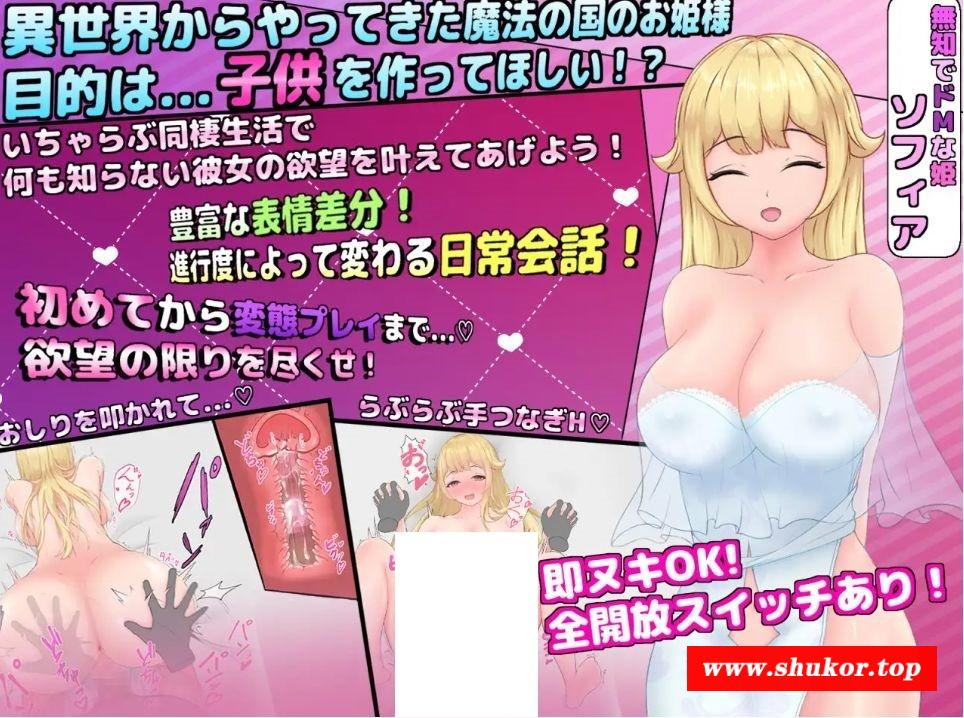 異世界からやってきた魔法の国のお姫様
目的は…子供を作ってほしい！？
無知でドMな姫
ソフィア
いちゃらぶ同棲生活で
何も知らない彼女の欲望を叶えてあげよう！
豊富な表情差分！
進行度によって変わる日常会話！
初めてから変態プレイまで…♡
欲望の限りを尽くせ！
おしりを叩かれて…♡
らぶらぶ手つなぎH♡
即ヌキOK!
全開放スイッチあり！
www.shukor.top